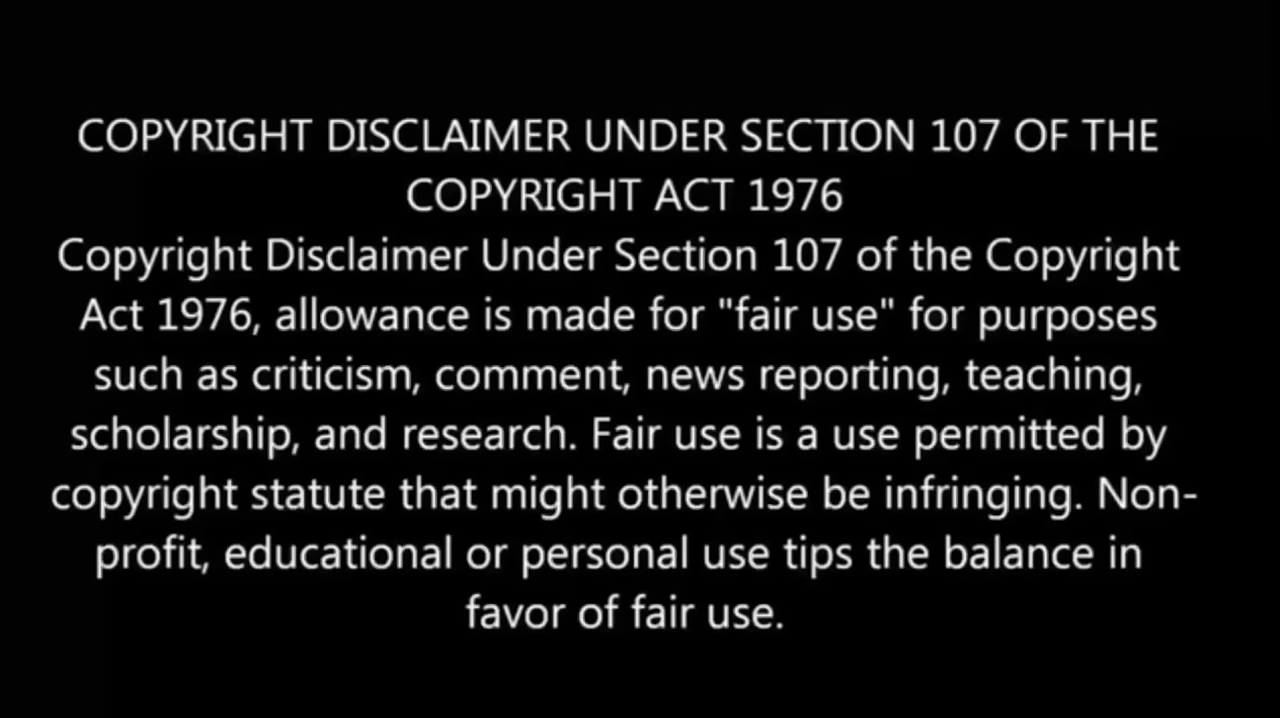 COPYRIGHT DISCLAIMER UNDER SECTION 107 OF THE
COPYRIGHT ACT 1976
Copyright Disclaimer Under Section 107 of the Copyright
Act 1976, allowance is made for "fair use" for purposes
such as criticism, comment, news reporting, teaching,
scholarship, and research. Fair use is a use permitted by
copyright statute that might otherwise be infringing. Non-
profit, educational or personal use tips the balance in
favor of fair use.